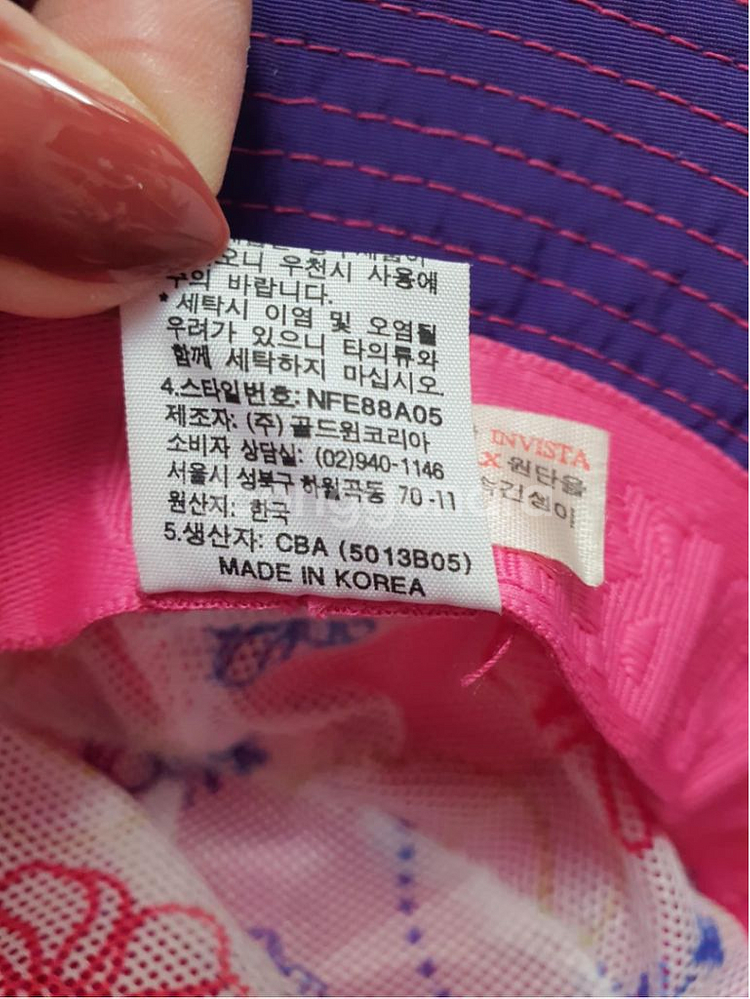 오니 우천시 사용에
주의 바랍니다.
* 세탁시 이염 및 오염될
우려가 있으니 타의류와
함께 세탁하지 마십시오.
4.스타일번호: NFE88A05
제조자: (주) 골드윈코리아
소비자 상담실: (02)940-1146
서울시 성북구 하월곡동 70-11
원산지: 한국
5.생산자: CBA (5013B05)
MADE IN KOREA
INVISTA
X 원단을